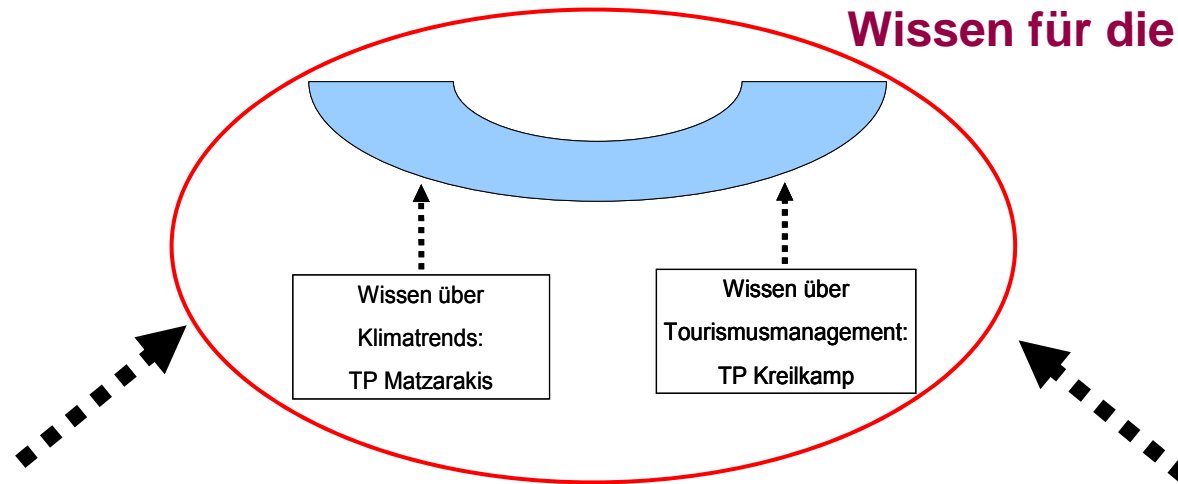 Wissen für die
Wissen über
Klimatrends:
TP Matzarakis
Wissen über
Tourismusmanagement:
TP Kreilkamp